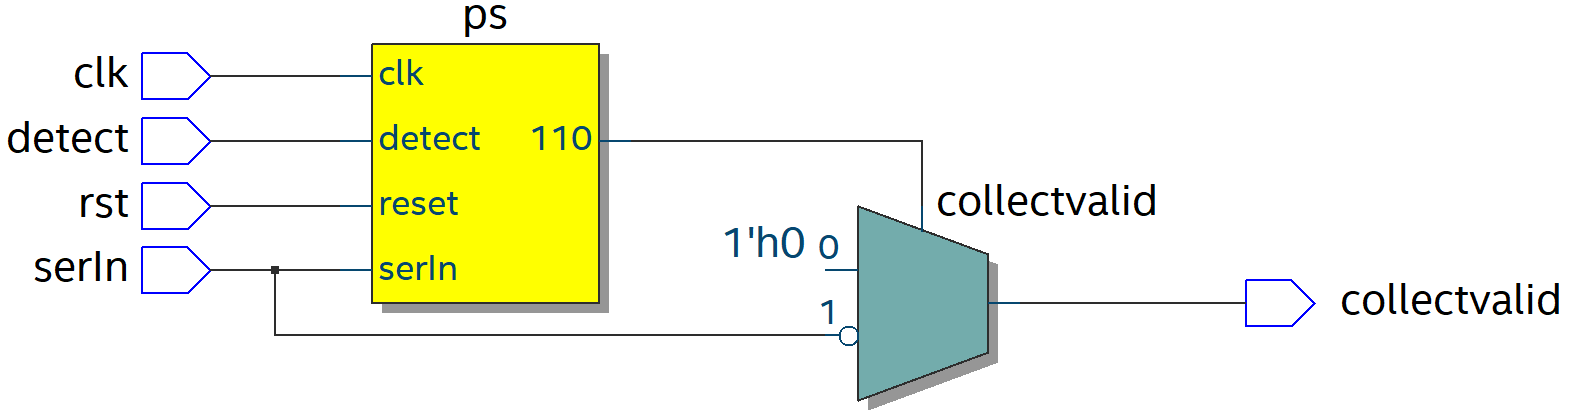 ps
clk
clk
detect
detect
110
rst
reset
collectvalid
1'h0
0
serIn
serIn
1
collectvalid